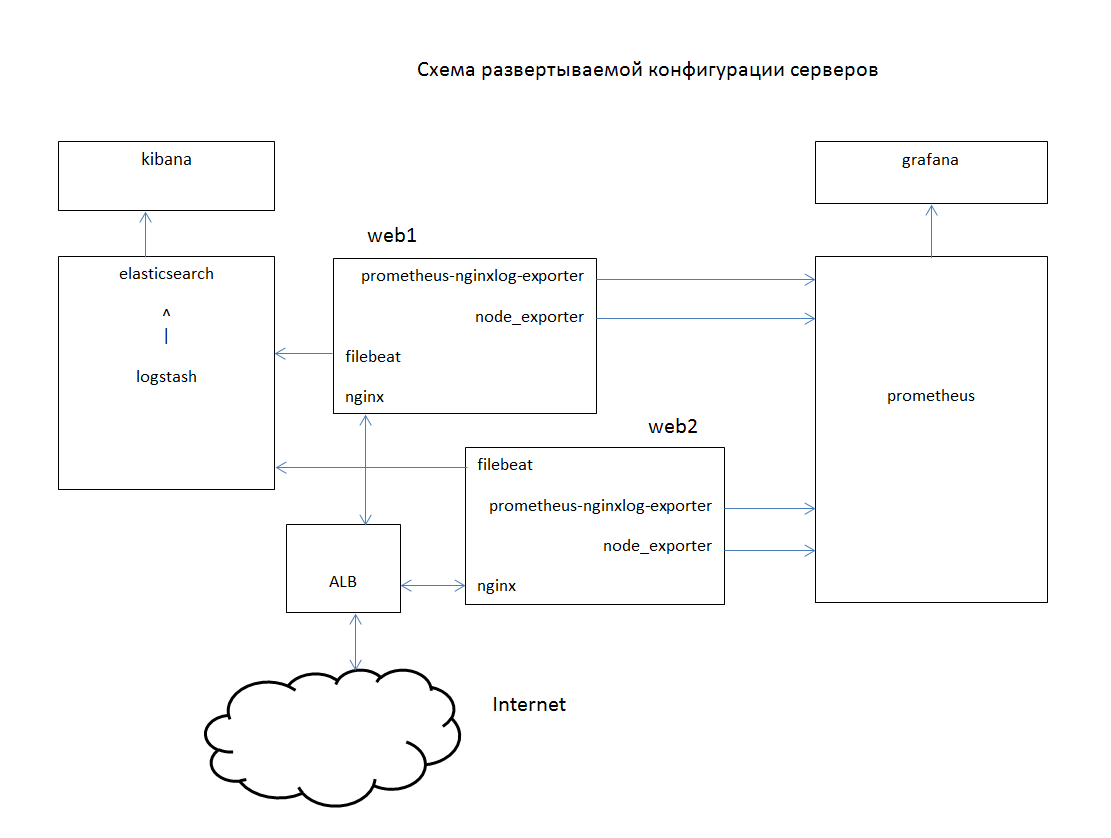 Схема развертываемой конфигурации серверов
kibana
grafana
web1
elasticsearch
^
|
logstash
prometheus-nginxlog-exporter
node_exporter
filebeat
nginx
prometheus
web2
filebeat
prometheus-nginxlog-exporter
node_exporter
nginx
ALB
Internet